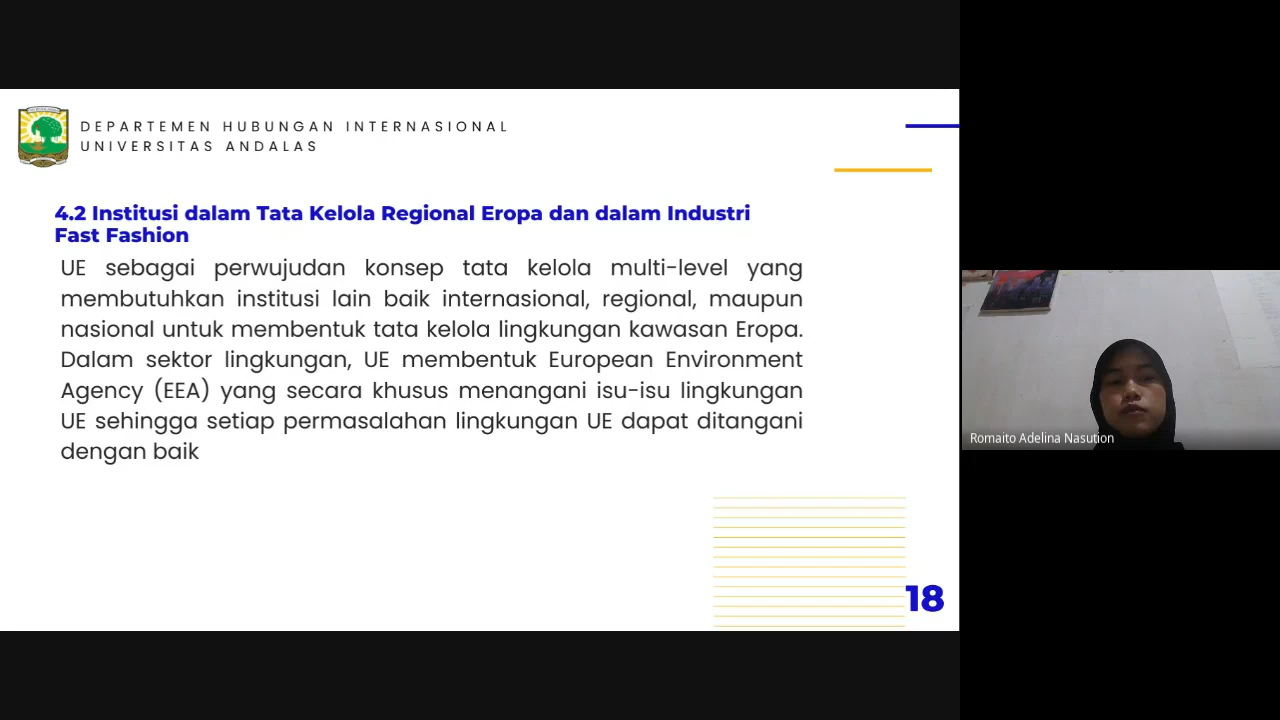 DEPARTEMEN HUBUNGAN INTERNASIONAL
UNIVERSITAS ANDALAS
4.2 Institusi dalam Tata Kelola Regional Eropa dan dalam Industri
Fast Fashion
UE sebagai perwujudan konsep tata kelola multi-level yang
membutuhkan institusi lain baik internasional, regional, maupun
nasional untuk membentuk tata kelola lingkungan kawasan Eropa.
Dalam sektor lingkungan, UE membentuk European Environment
Agency (EEA) yang secara khusus menangani isu-isu lingkungan
UE sehingga setiap permasalahan lingkungan UE dapat ditangani
dengan baik
18
Romaito Adelina Nasution